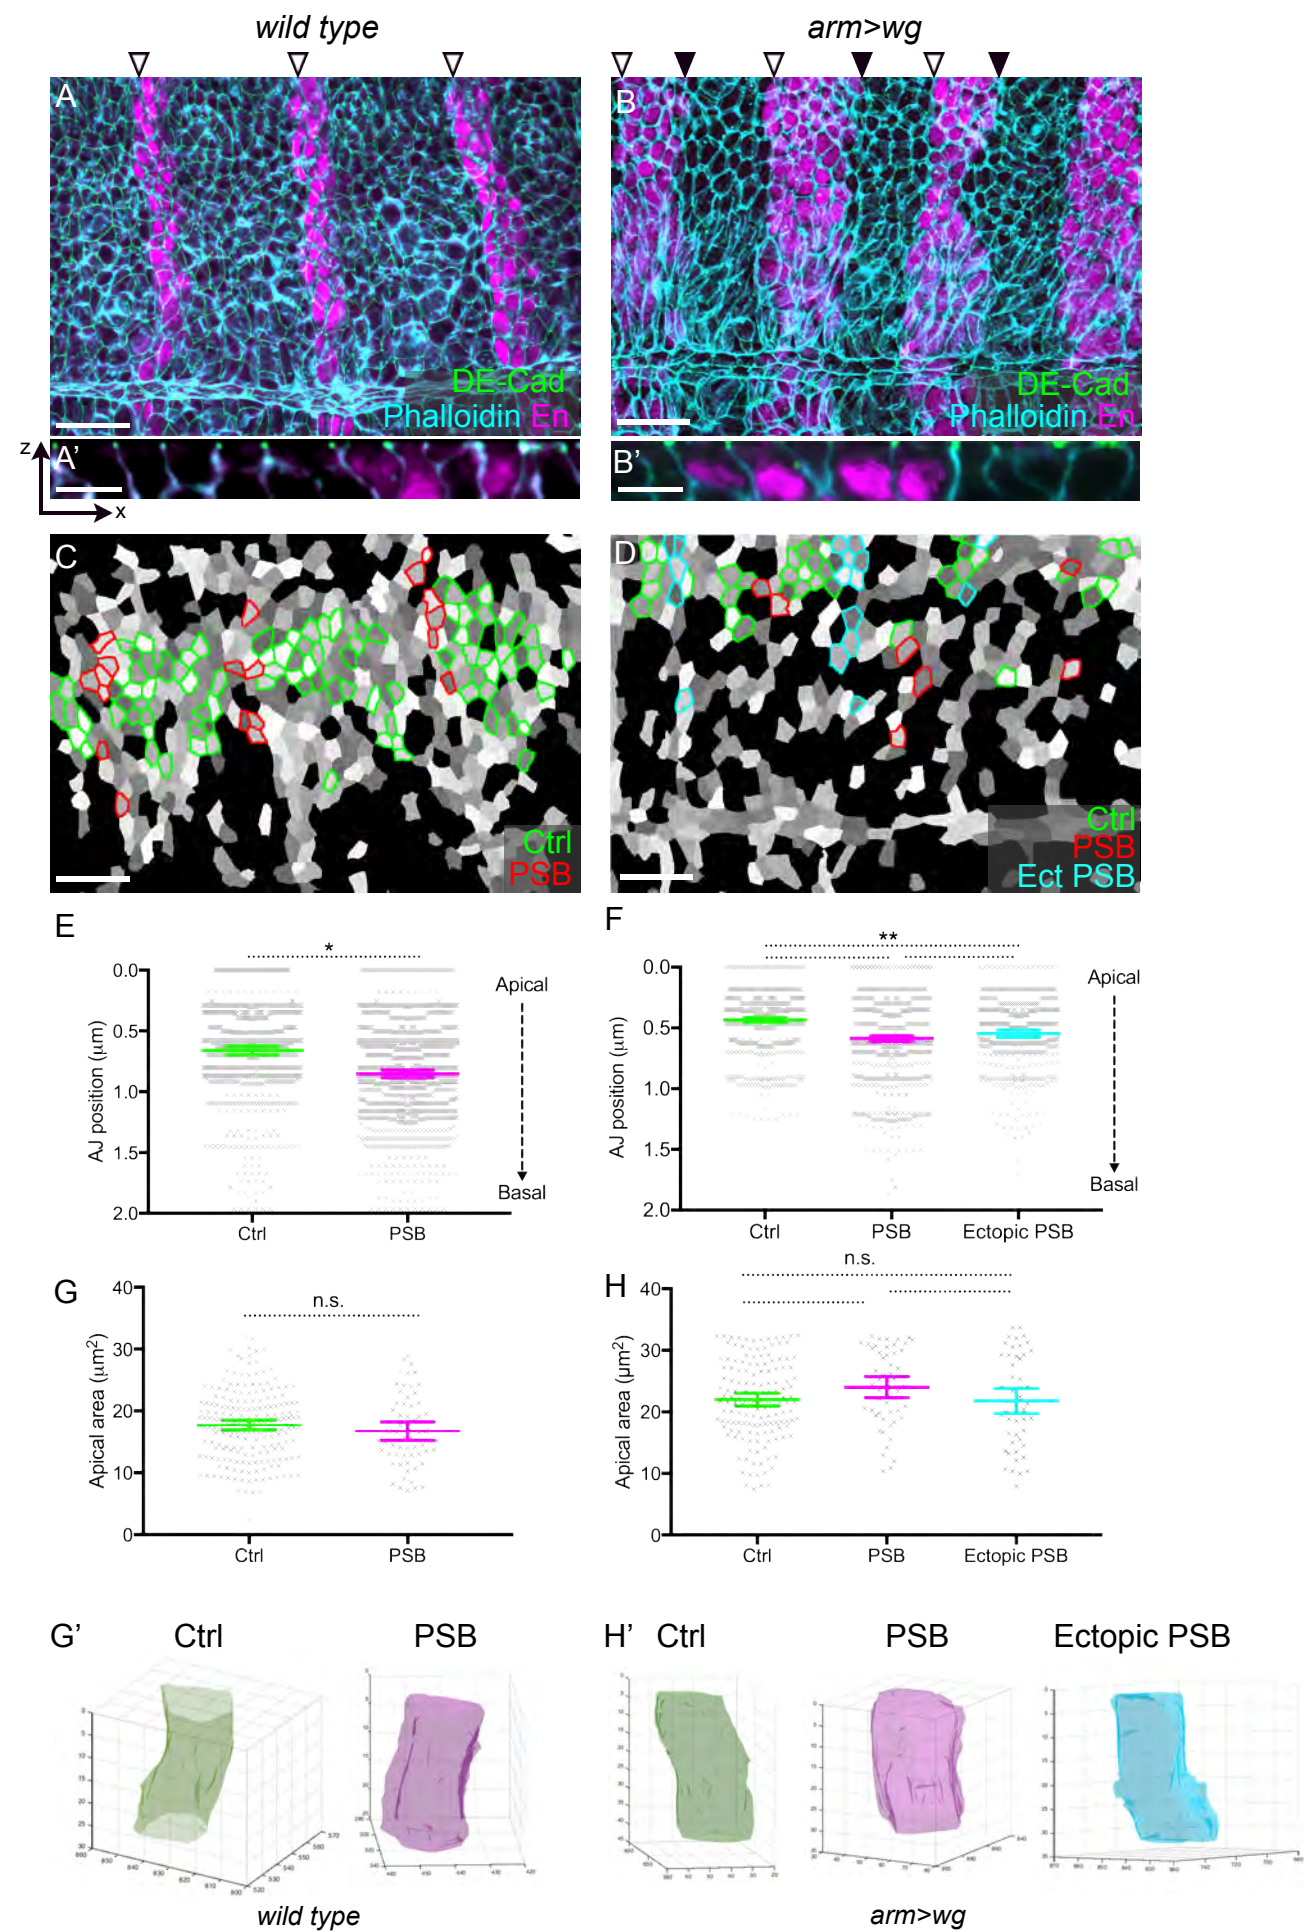 wild type
arm>wg
A
DE-Cad
Phalloidin En
B
DE-Cad
Phalloidin En
z
A’
x
B’
C
Ctrl
PSB
D
Ctrl
PSB
Ect PSB
E
*
0.0
0.5
1.0
1.5
2.0
AJ position (μm)
Apical
Basal
Ctrl
PSB
F
**
0.0
0.5
1.0
1.5
2.0
AJ position (μm)
Apical
Basal
Ctrl
PSB
Ectopic PSB
G
n.s.
40
30
20
10
0
Apical area (μm²)
Ctrl
PSB
H
n.s.
40
30
20
10
0
Apical area (μm²)
Ctrl
PSB
Ectopic PSB
G’
Ctrl
PSB
H’
Ctrl
PSB
Ectopic PSB
wild type
arm>wg